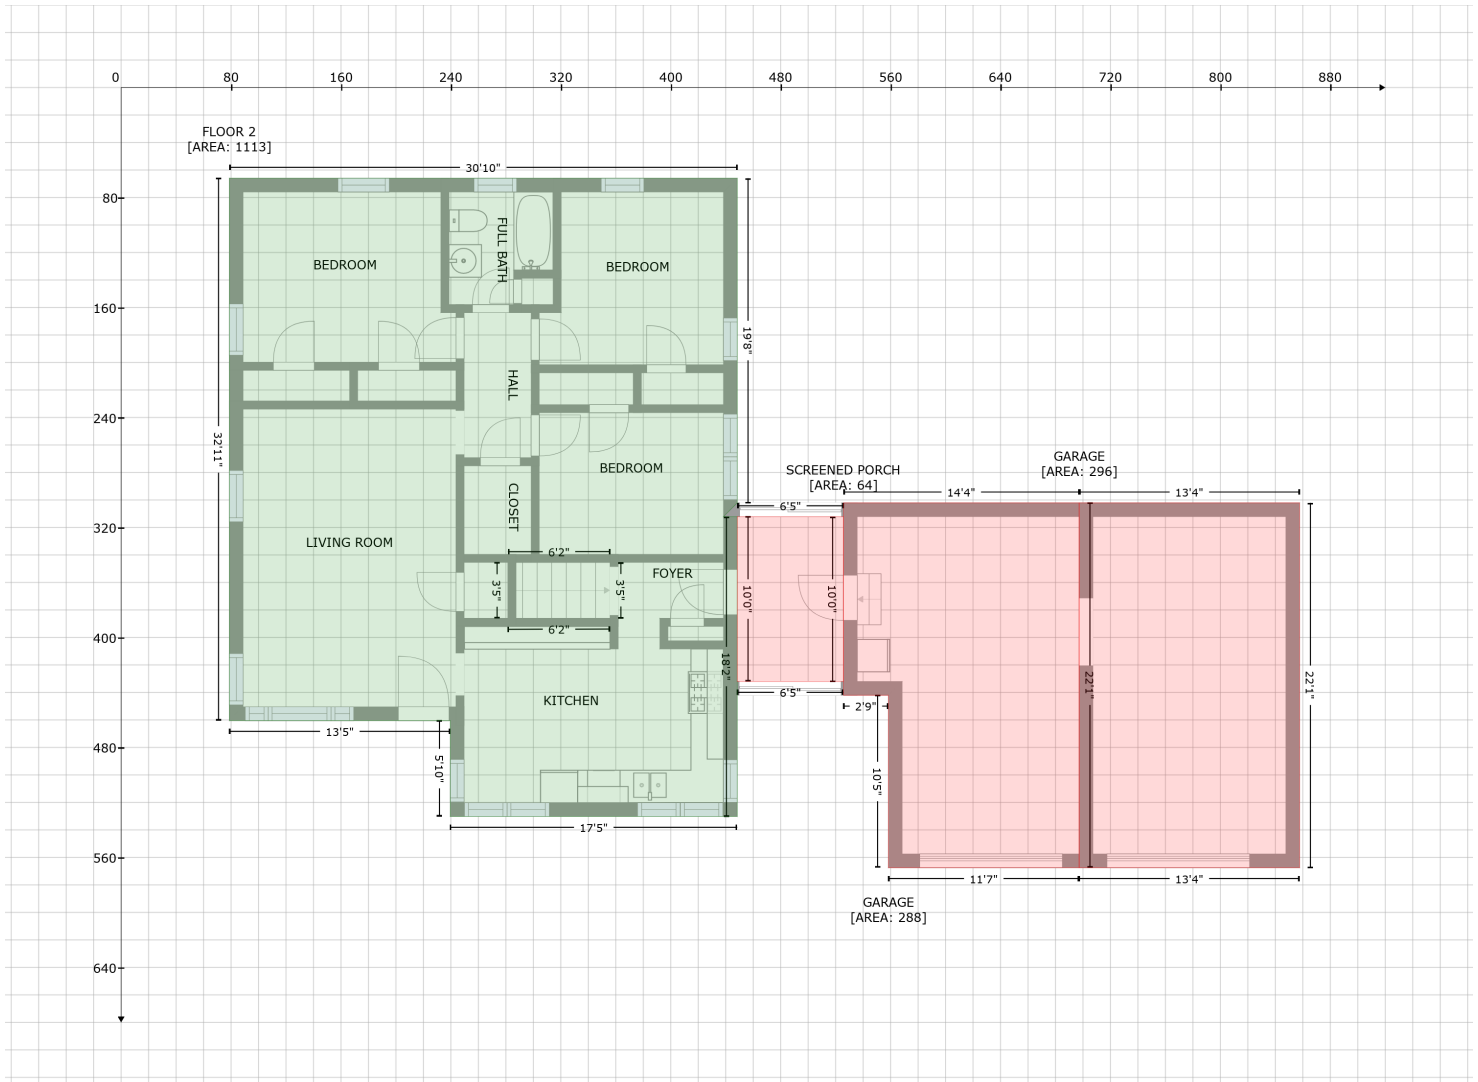 0 80 160 240 320 400 480 560 640 720 800 880
FLOOR 2
[AREA: 1113]
30'10"
80
BEDROOM
FULL BATH
BEDROOM
160
19'8"
HALL
240
32'11"
BEDROOM
GARAGE
[AREA: 296]
SCREENED PORCH
[AREA: 64]
14'4"
13'4"
6'5"
CLOSET
320
LIVING ROOM
6'2"
FOYER
3'5"
3'5"
10'0"
10'0"
6'2"
400
18'2"
22'1"
22'1"
6'5"
KITCHEN
2'9"
13'5"
480
5'10"
10'5"
17'5"
560
11'7"
13'4"
GARAGE
[AREA: 288]
640